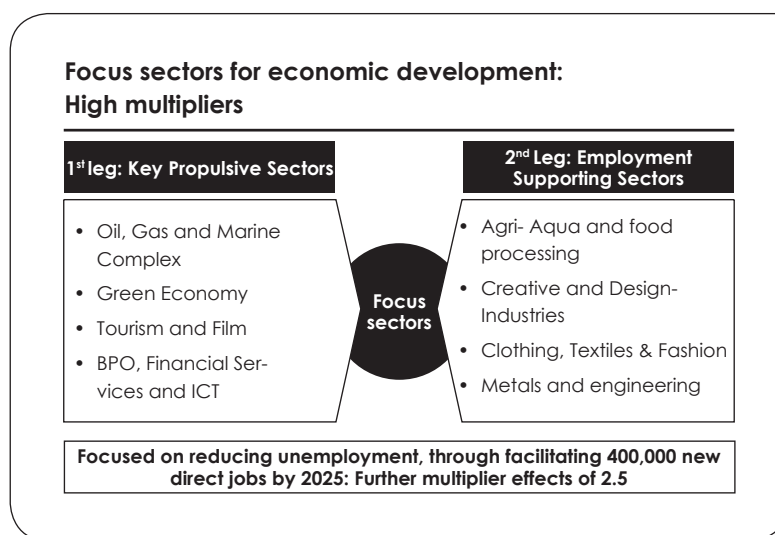 Focus sectors for economic development:
High multipliers
1st leg: Key Propulsive Sectors
• Oil, Gas and Marine
Complex
• Green Economy
• Tourism and Film
• BPO, Financial Ser-
vices and ICT
Focus
sectors
2nd Leg: Employment
Supporting Sectors
• Agri- Aqua and food
processing
• Creative and Design-
Industries
• Clothing, Textiles & Fashion
• Metals and engineering
Focused on reducing unemployment, through facilitating 400,000 new
direct jobs by 2025: Further multiplier effects of 2.5